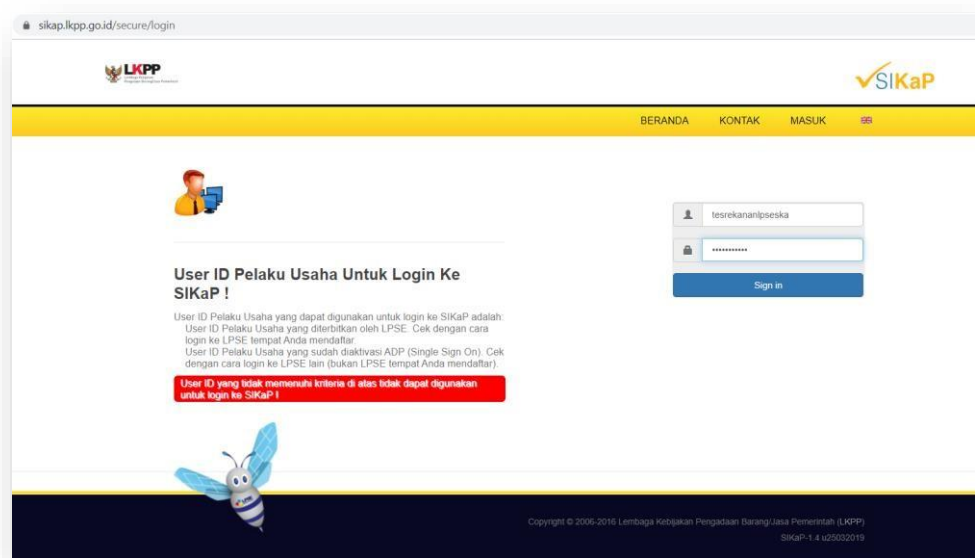 sikap.lkpp.go.id/secure/login
LKPP
SIKaP
BERANDA KONTAK MASUK
tesrekananlpseska
•••••••••••
Sign in
User ID Pelaku Usaha Untuk Login Ke
SIKaP !
User ID Pelaku Usaha yang dapat digunakan untuk login ke SIKaP adalah:
User ID Pelaku Usaha yang diterbitkan oleh LPSE. Cek dengan cara
login ke LPSE tempat Anda mendaftar.
User ID Pelaku Usaha yang sudah diaktivasi ADP (Single Sign On). Cek
dengan cara login ke LPSE lain (bukan LPSE tempat Anda mendaftar).
User ID yang tidak memenuhi kriteria di atas tidak dapat digunakan
untuk login ke SIKaP !
Copyright © 2006-2016 Lembaga Kebijakan Pengadaan Barang/Jasa Pemerintah (LKPP)
SIKaP-1.4 u25032019